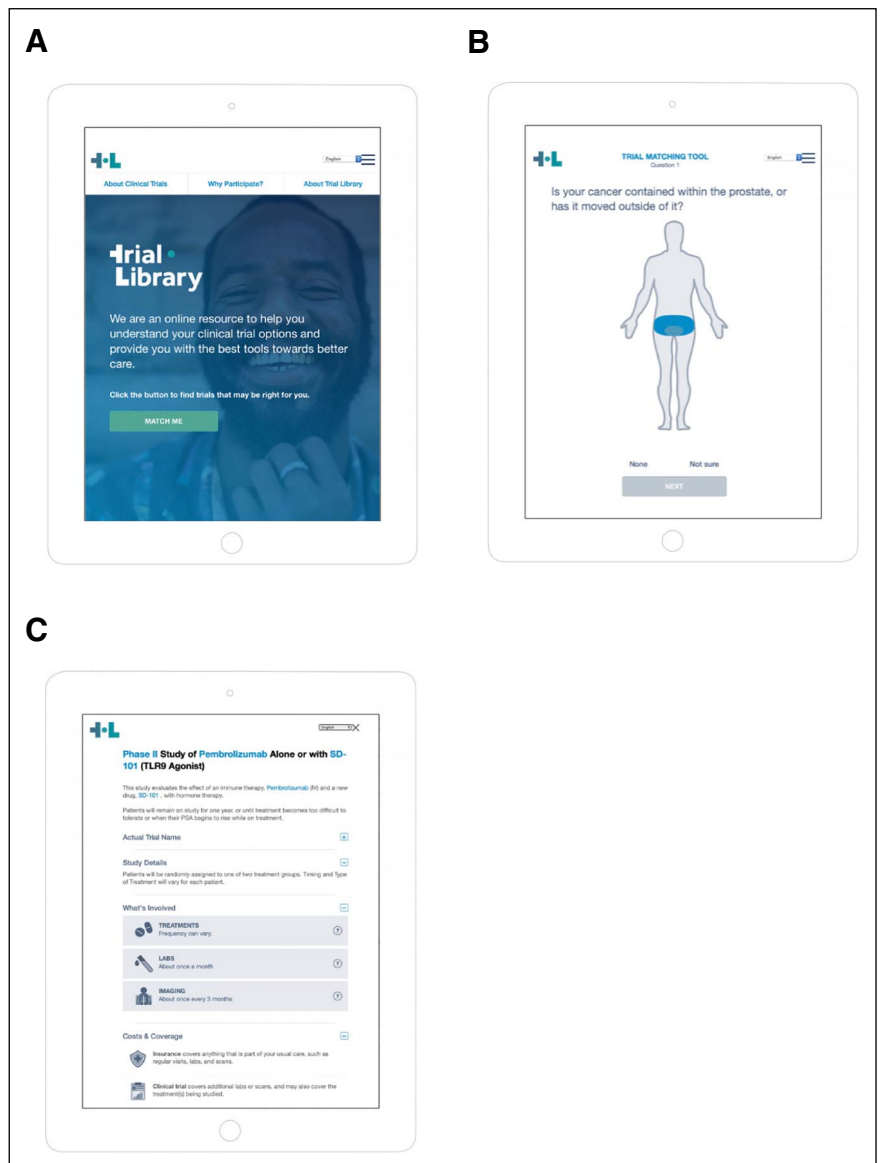 A
English
About Clinical Trials Why Participate? About Trial Library
Trial
Library
We are an online resource to help you
understand your clinical trial options and
provide you with the best tools towards better
care.
Click the button to find trials that may be right for you.
MATCH ME
B
TRIAL MATCHING TOOL
English
Question 1
Is your cancer contained within the prostate, or
has it moved outside of it?
None Not sure
NEXT
C
English
Phase II Study of Pembrolizumab Alone or with SD-
101 (TLR9 Agonist)
This study evaluates the effect of an immune therapy, Pembrolizumab (IV) and a new
drug, SD-101 , with hormone therapy.
Patients will remain on study for one year, or until treatment becomes too difficult to
tolerate or when their PSA begins to rise while on treatment.
Actual Trial Name
Study Details
Patients will be randomly assigned to one of two treatment groups. Timing and Type
of Treatment will vary for each patient.
What's Involved
TREATMENTS
Frequency can vary.
LABS
About once a month
IMAGING
About once every 3 months
Costs & Coverage
Insurance covers anything that is part of your usual care, such as
regular visits, labs, and scans.
Clinical trial covers additional labs or scans, and may also cover the
treatment(s) being studied.